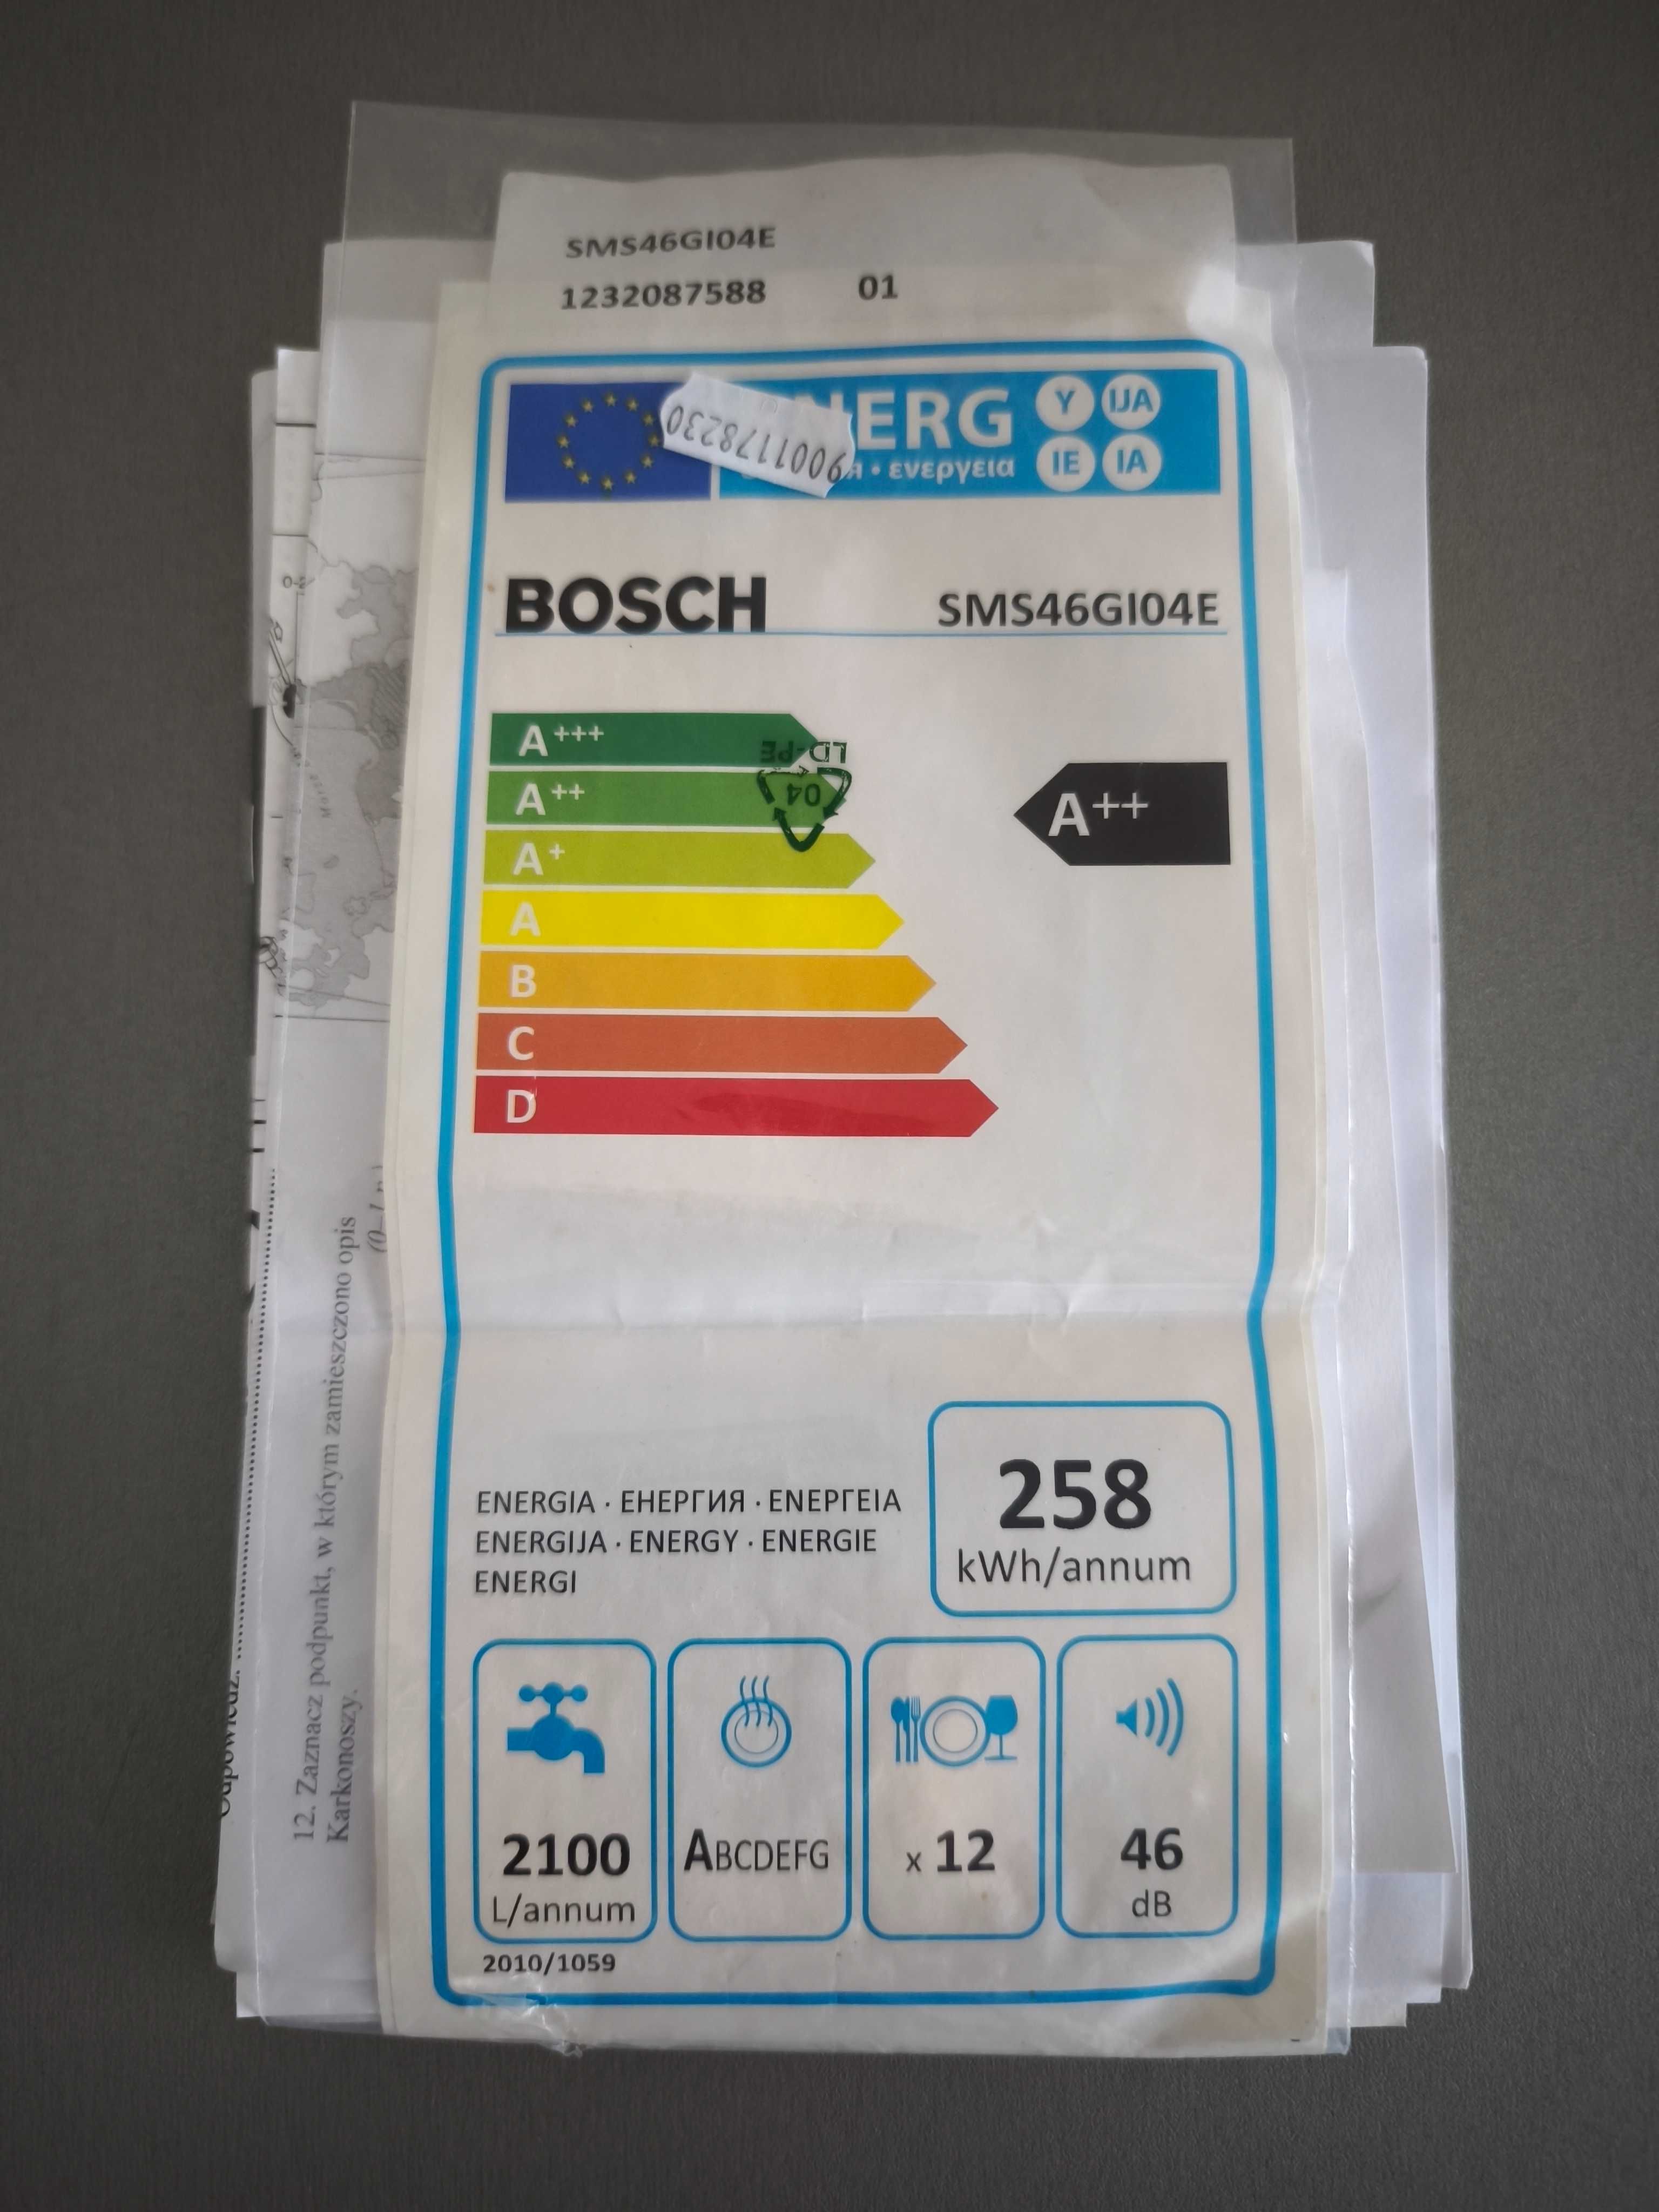 SMS46GI04E
1232087588 01
9001178230
ENERG Y IJA
ενεργεια IE IA
BOSCH SMS46GI04E
A+++
LD-PE
04
A++
A++
A+
A
B
C
D
258
kWh/annum
ENERGIA · ЕНЕРГИЯ · ΕΝΕΡΓΕΙΑ
ENERGIJA · ENERGY · ENERGIE
ENERGI
2100
L/annum
ABCDEFG
x 12
46
dB
2010/1059
12. Zaznacz podpunkt, w którym zamieszczono opis
Karkonoszy.